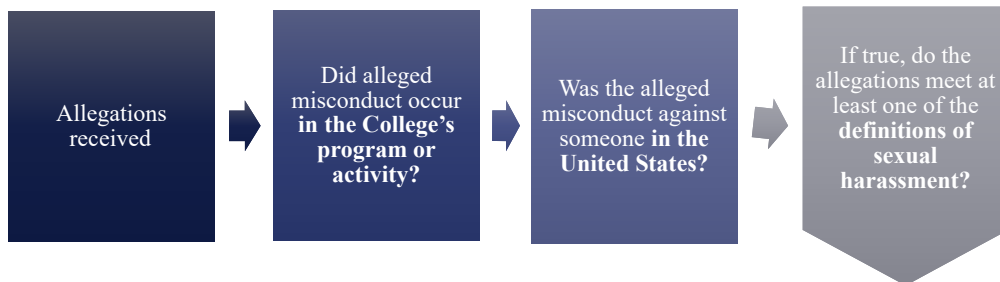 Allegations
received
Did alleged
misconduct occur
in the College’s
program or
activity?
Was the alleged
misconduct against
someone in the
United States?
If true, do the
allegations meet at
least one of the
definitions of
sexual
harassment?